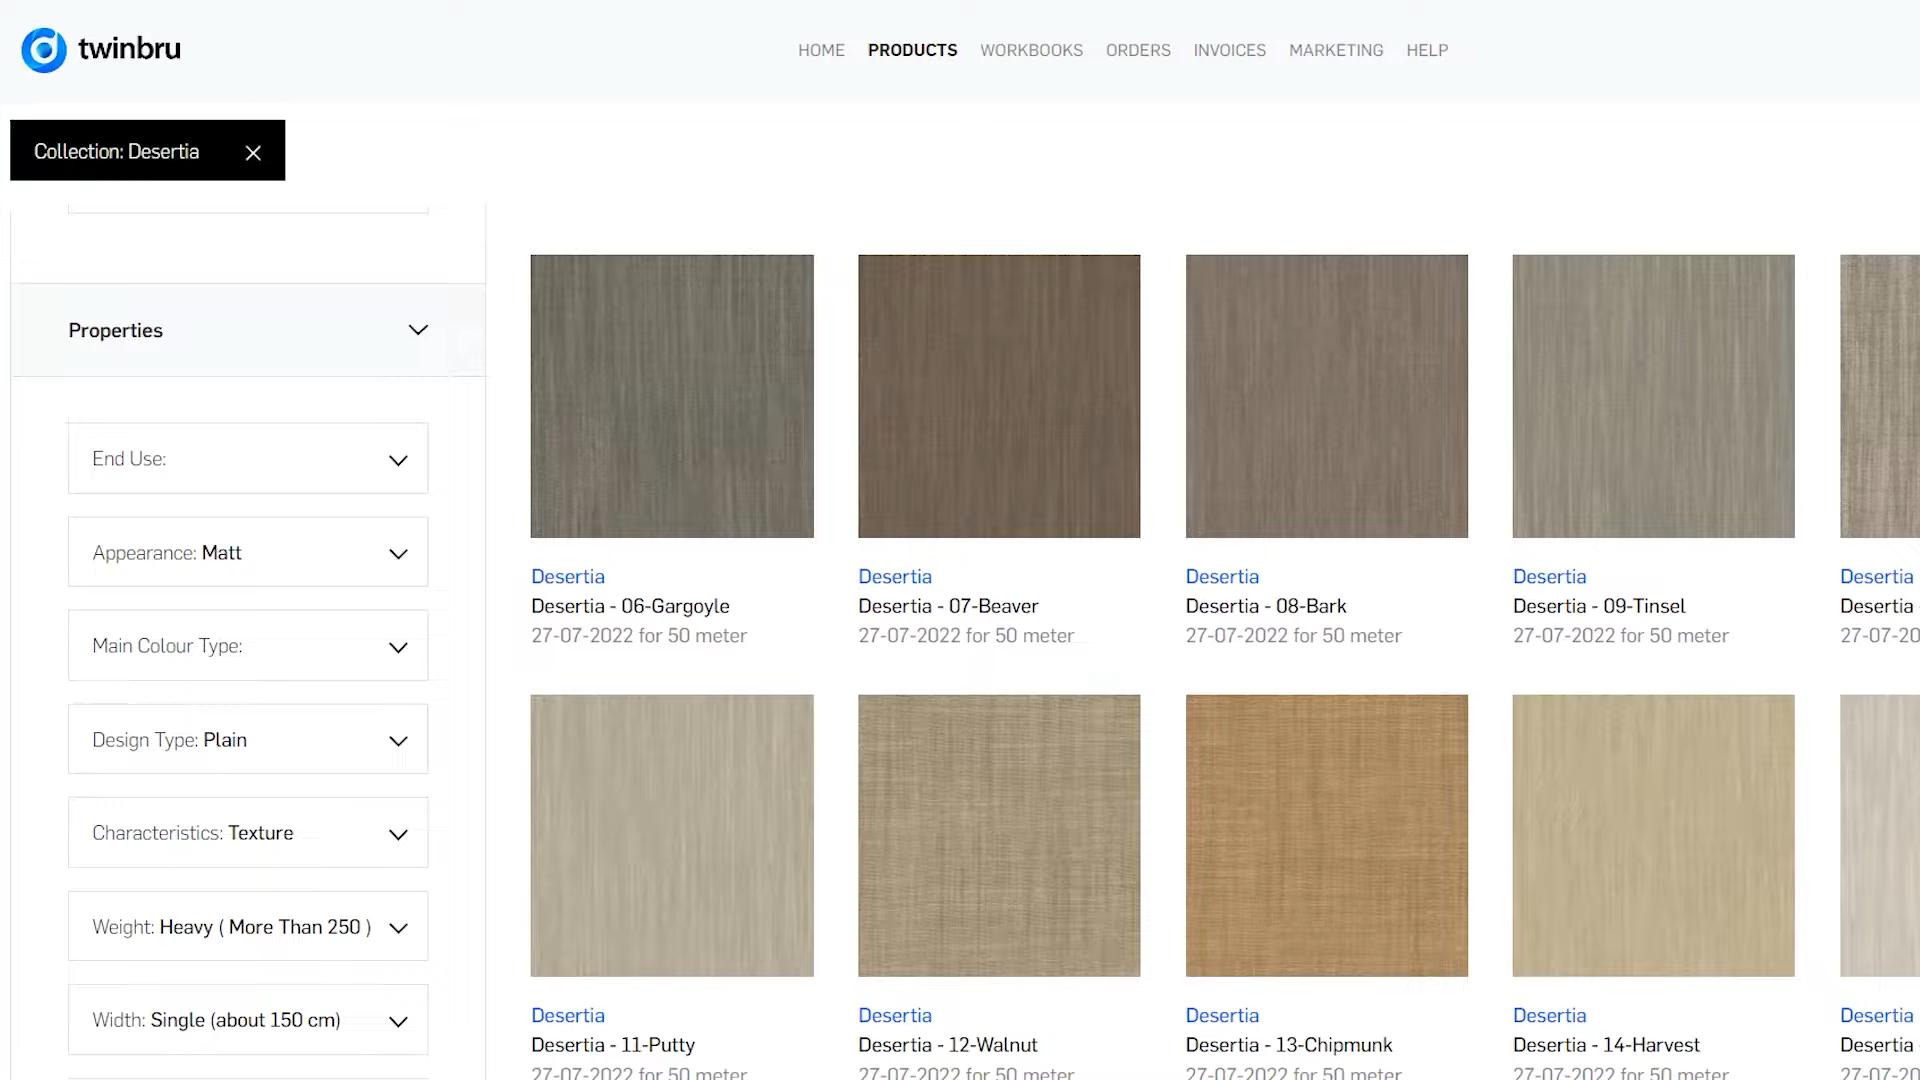 twinbru
HOME PRODUCTS WORKBOOKS ORDERS INVOICES MARKETING HELP
Collection: Desertia
Properties
End Use:
Appearance: Matt
Main Colour Type:
Design Type: Plain
Characteristics: Texture
Weight: Heavy ( More Than 250 )
Width: Single (about 150 cm)
Desertia Desertia Desertia Desertia Desertia
Desertia - 06-Gargoyle Desertia - 07-Beaver Desertia - 08-Bark Desertia - 09-Tinsel Desertia
27-07-2022 for 50 meter 27-07-2022 for 50 meter 27-07-2022 for 50 meter 27-07-2022 for 50 meter 27-07-20
Desertia Desertia Desertia Desertia Desertia
Desertia - 11-Putty Desertia - 12-Walnut Desertia - 13-Chipmunk Desertia - 14-Harvest Desertia
27-07-2022 for 50 meter 27-07-2022 for 50 meter 27-07-2022 for 50 meter 27-07-2022 for 50 meter 27-07-20